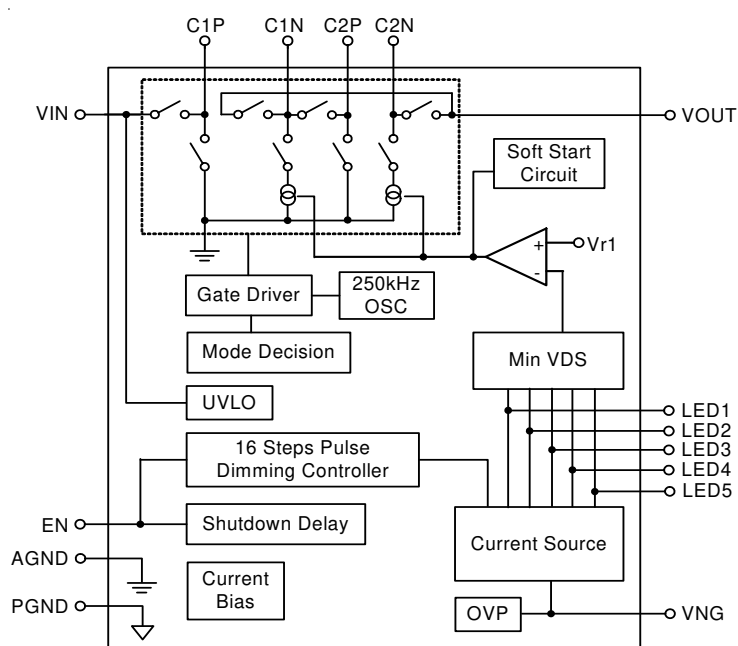 C1P C1N C2P C2N
VIN
VOUT
Soft Start
Circuit
+
Vr1
-
Gate Driver
250kHz
OSC
Mode Decision
Min VDS
UVLO
LED1
LED2
LED3
LED4
LED5
16 Steps Pulse
Dimming Controller
EN
Shutdown Delay
Current Source
AGND
Current
Bias
PGND
OVP
VNG